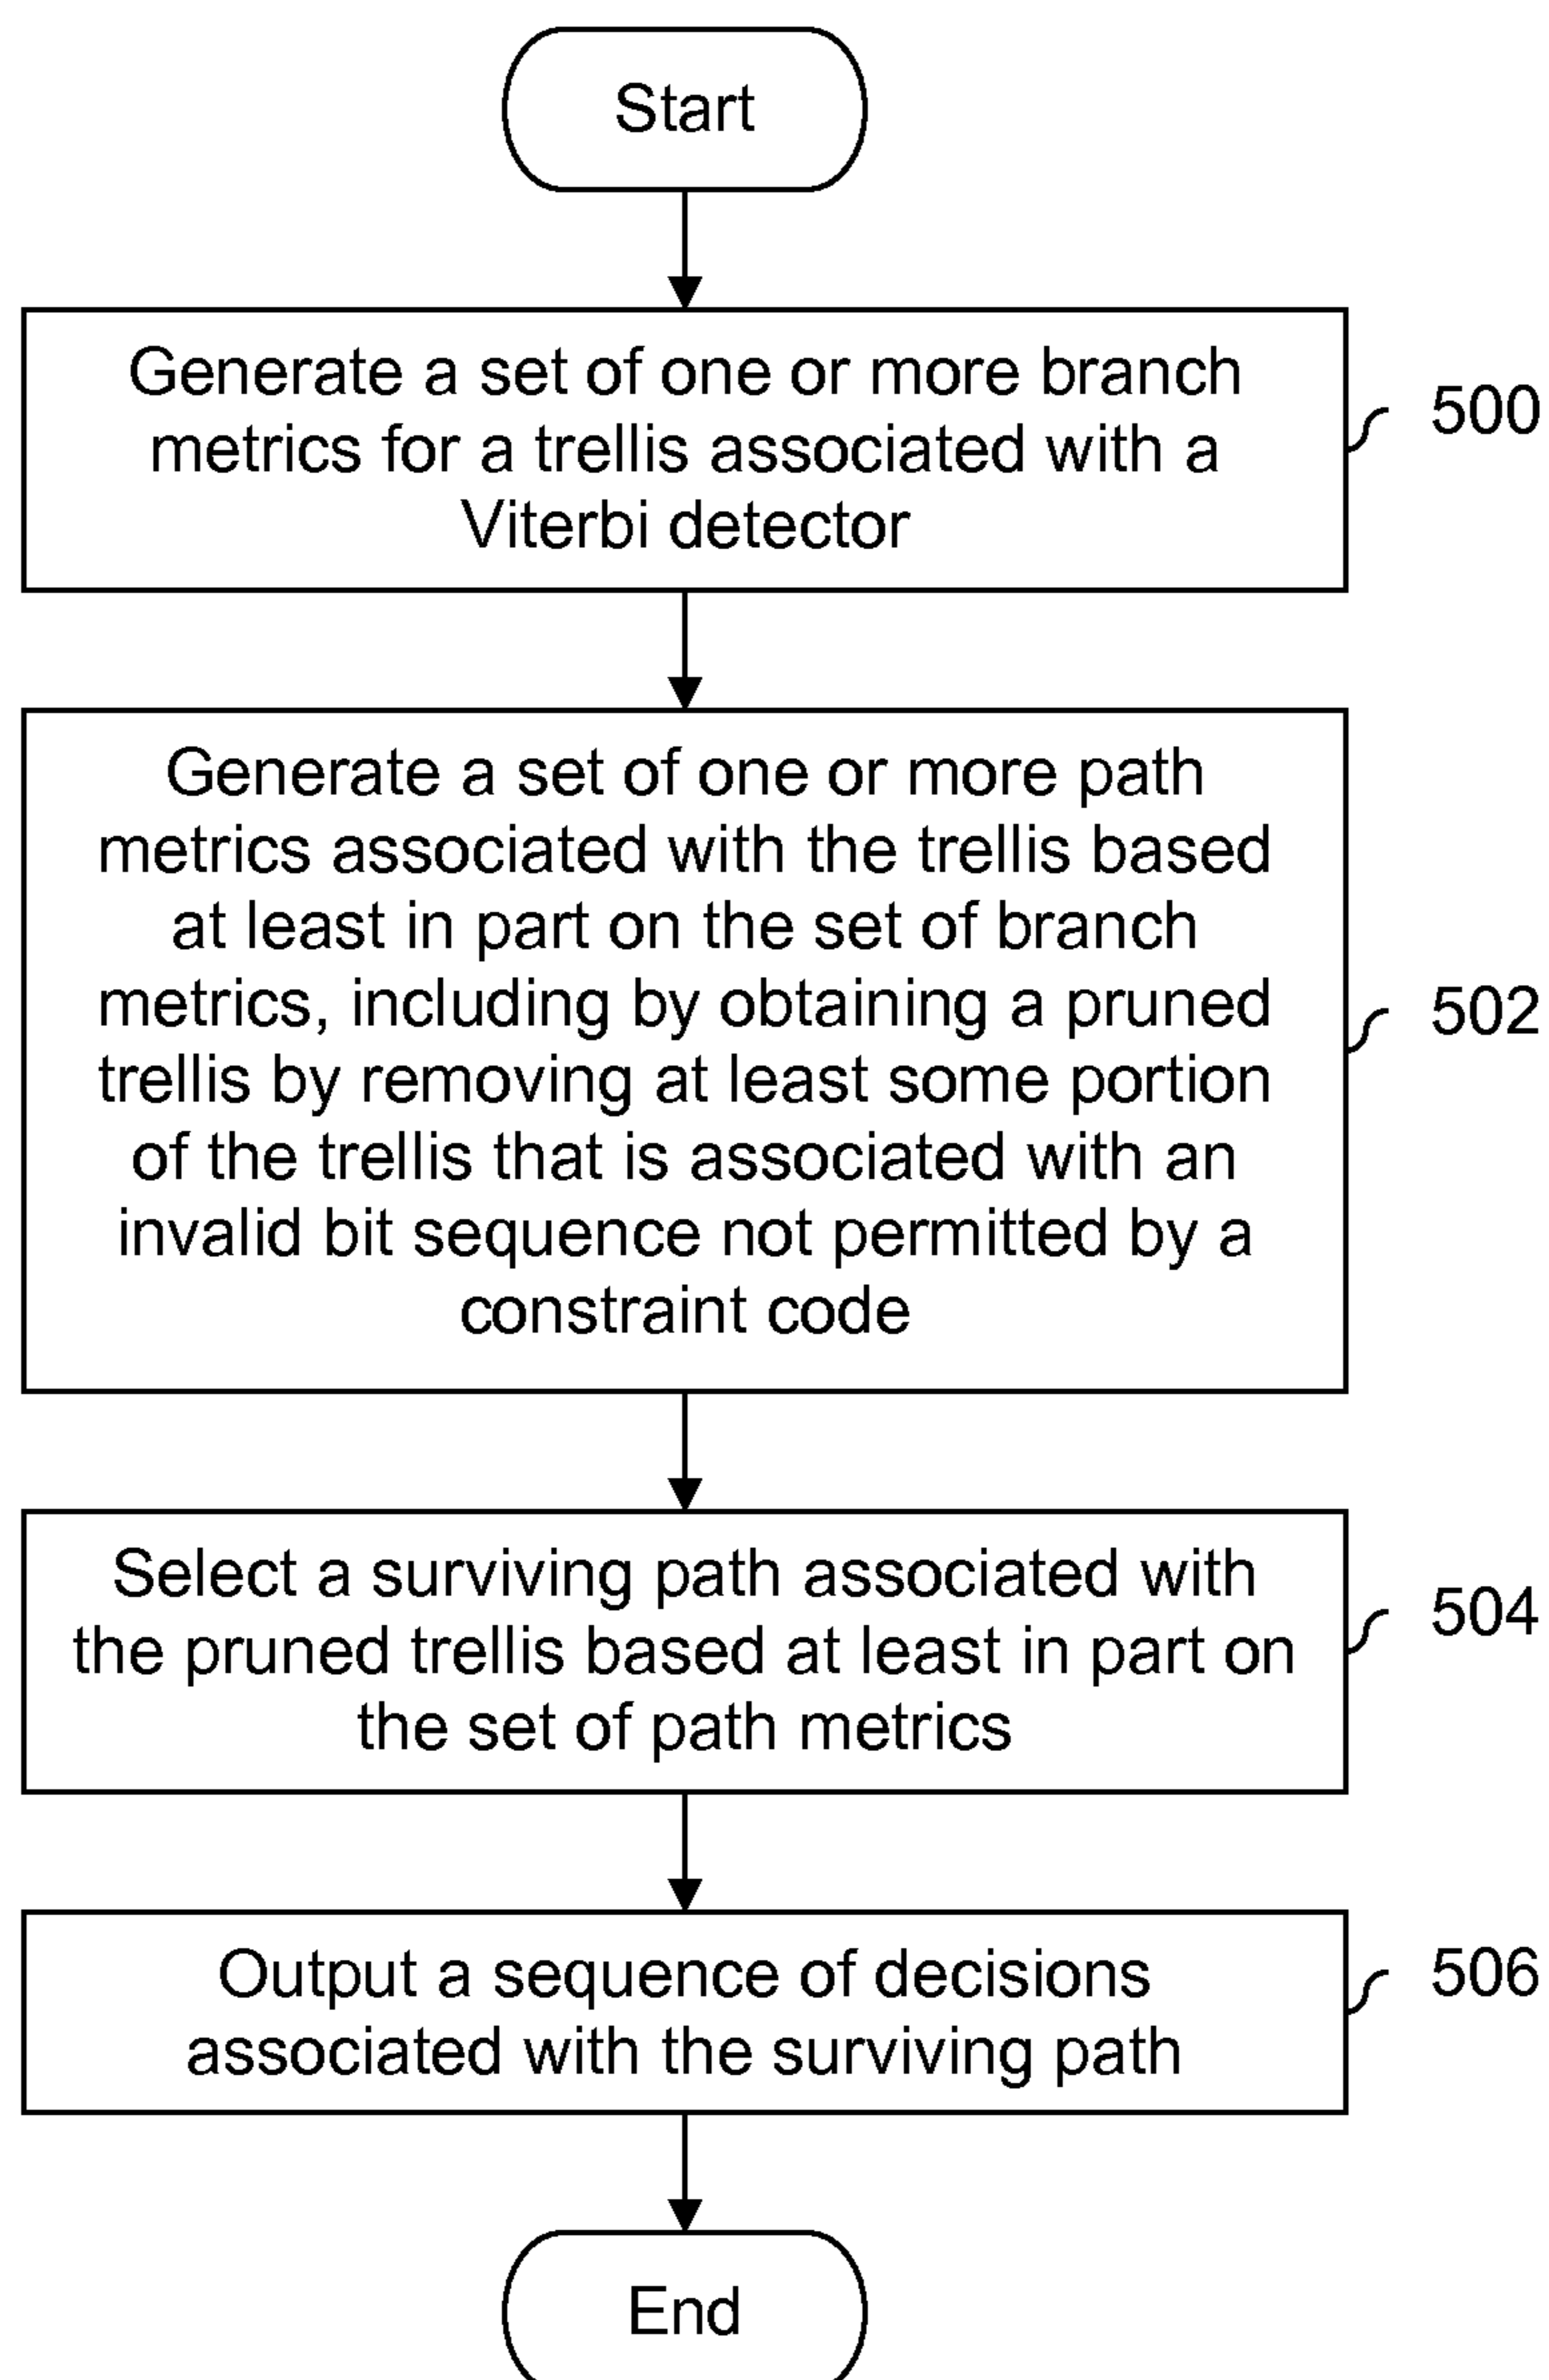 Start
Generate a set of one or more branch
metrics for a trellis associated with a
Viterbi detector
500
Generate a set of one or more path
metrics associated with the trellis based
at least in part on the set of branch
metrics, including by obtaining a pruned
trellis by removing at least some portion
of the trellis that is associated with an
invalid bit sequence not permitted by a
constraint code
502
Select a surviving path associated with
the pruned trellis based at least in part on
the set of path metrics
504
Output a sequence of decisions
associated with the surviving path
506
End